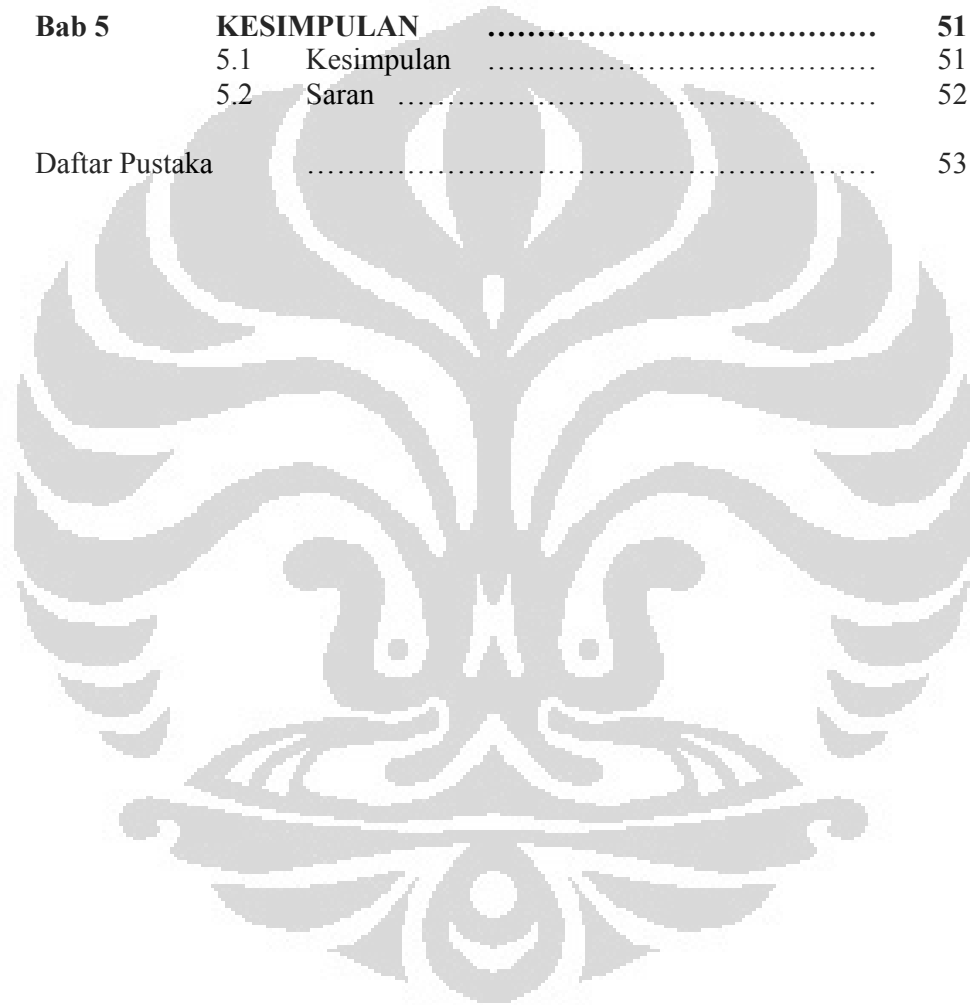 Bab 5 KESIMPULAN ....................................... 51
5.1 Kesimpulan ....................................... 51
5.2 Saran ................................................ 52
Daftar Pustaka ......................................................... 53